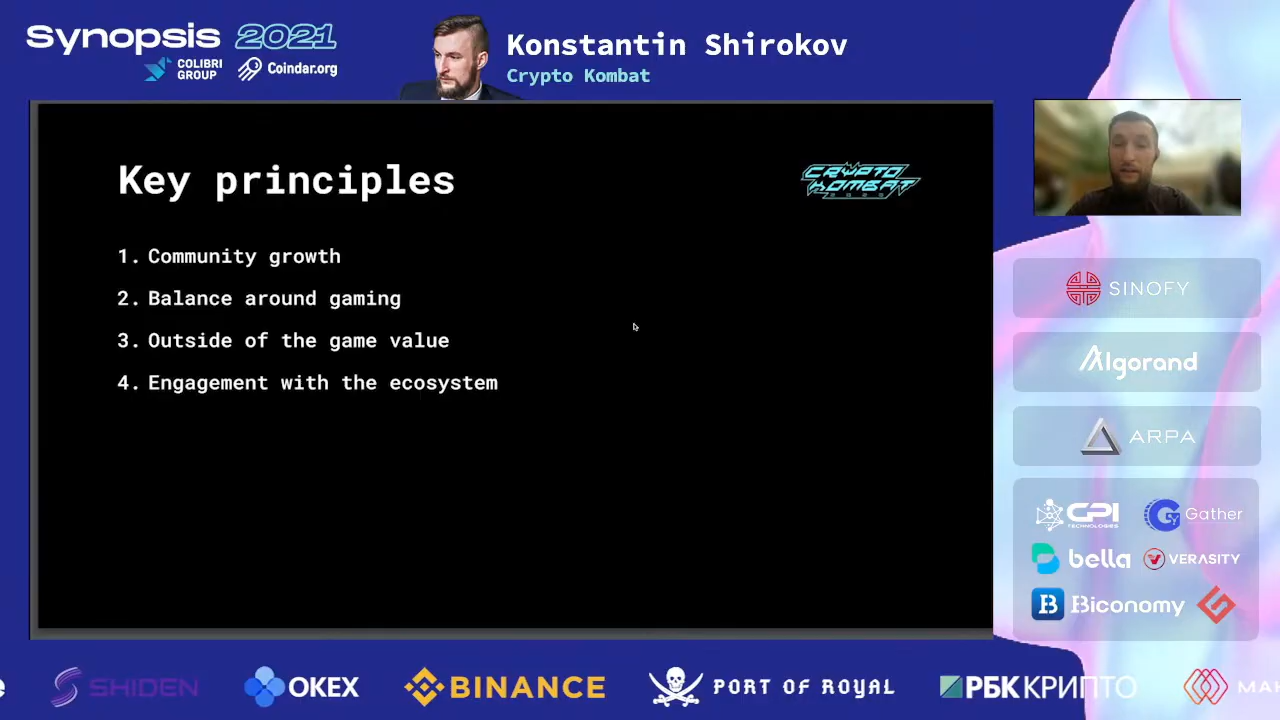 Synopsis 2021
COLIBRI
GROUP
Coindar.org
Konstantin Shirokov
Crypto Kombat
Key principles
CRYPTO
KOMBAT
1. Community growth
2. Balance around gaming
3. Outside of the game value
4. Engagement with the ecosystem
SINOFY
Algorand
ARPA
CPI
TECHNOLOGIES
Gather
bella
VERASITY
Biconomy
SHIDEN
OKEX
BINANCE
PORT OF ROYAL
РБК КРИПТО